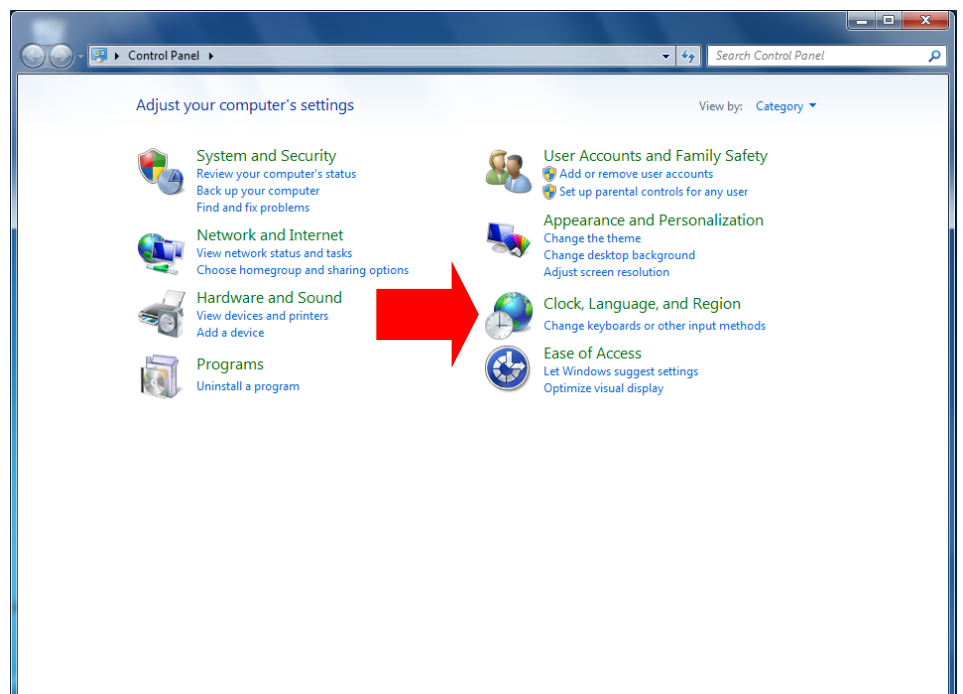 Control Panel
Search Control Panel
Adjust your computer's settings
View by: Category
System and Security
Review your computer's status
Back up your computer
Find and fix problems
Network and Internet
View network status and tasks
Choose homegroup and sharing options
Hardware and Sound
View devices and printers
Add a device
Programs
Uninstall a program
User Accounts and Family Safety
Add or remove user accounts
Set up parental controls for any user
Appearance and Personalization
Change the theme
Change desktop background
Adjust screen resolution
Clock, Language, and Region
Change keyboards or other input methods
Ease of Access
Let Windows suggest settings
Optimize visual display